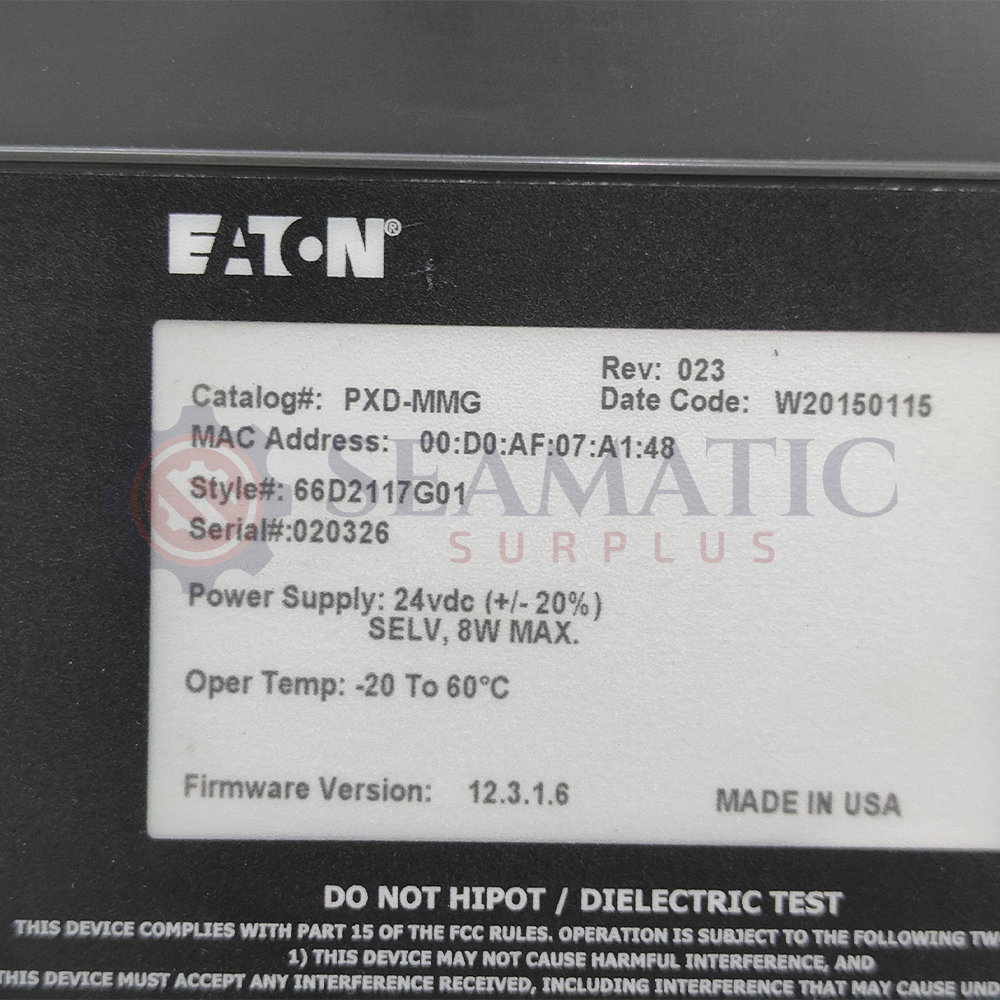 EATON®
Rev: 023
Catalog#: PXD-MMG
Date Code: W20150115
MAC Address: 00:D0:AF:07:A1:48
SEAMATIC
Style#: 66D2117G01
Serial#:020326
SURPLUS
Power Supply: 24vdc (+/- 20%)
SELV, 8W MAX.
Oper Temp: -20 To 60°C
Firmware Version: 12.3.1.6
MADE IN USA
DO NOT HIPOT / DIELECTRIC TEST
THIS DEVICE COMPLIES WITH PART 15 OF THE FCC RULES. OPERATION IS SUBJECT TO THE FOLLOWING TW
1) THIS DEVICE MAY NOT CAUSE HARMFUL INTERFERENCE, AND
THIS DEVICE MUST ACCEPT ANY INTERFERENCE RECEIVED, INCLUDING INTERFERENCE THAT MAY CAUSE UND